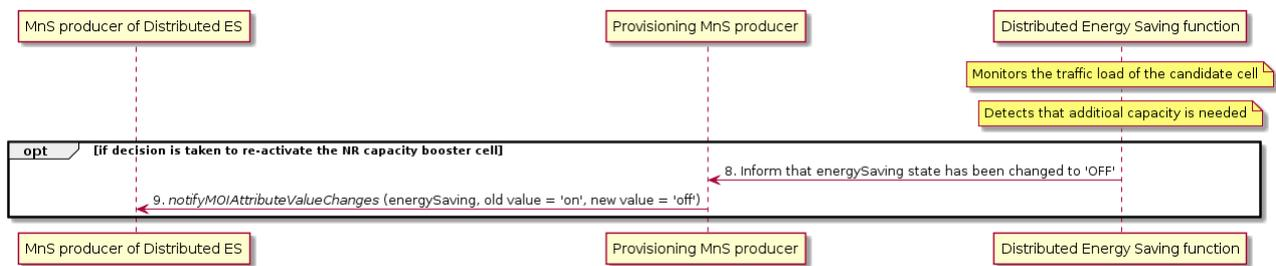 MnS producer of Distributed ES
Provisioning MnS producer
Distributed Energy Saving function
Monitors the traffic load of the candidate cell
Detects that additioal capacity is needed
opt [if decision is taken to re-activate the NR capacity booster cell]
8. Inform that energySaving state has been changed to 'OFF'
9. notifyMOIAttributeValueChanges (energySaving, old value = 'on', new value = 'off')
MnS producer of Distributed ES
Provisioning MnS producer
Distributed Energy Saving function